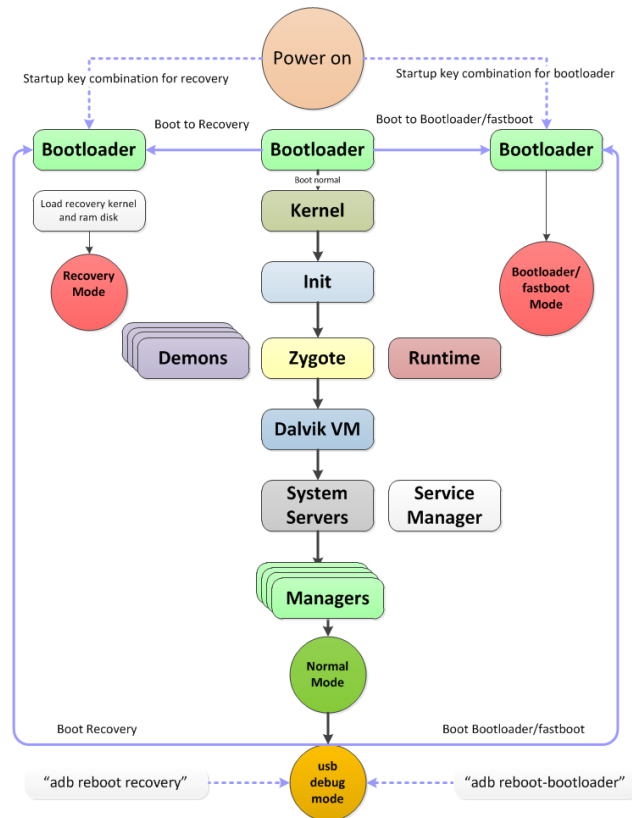 Power on
Startup key combination for recovery
Startup key combination for bootloader
Boot to Recovery
Boot to Bootloader/fastboot
Bootloader
Bootloader
Bootloader
Boot normal
Load recovery kernel
and ram disk
Kernel
Recovery
Mode
Init
Bootloader/
fastboot
Mode
Demons
Zygote
Runtime
Dalvik VM
System
Servers
Service
Manager
Managers
Normal
Mode
Boot Recovery
Boot Bootloader/fastboot
usb
debug
mode
“adb reboot recovery”
“adb reboot-bootloader”